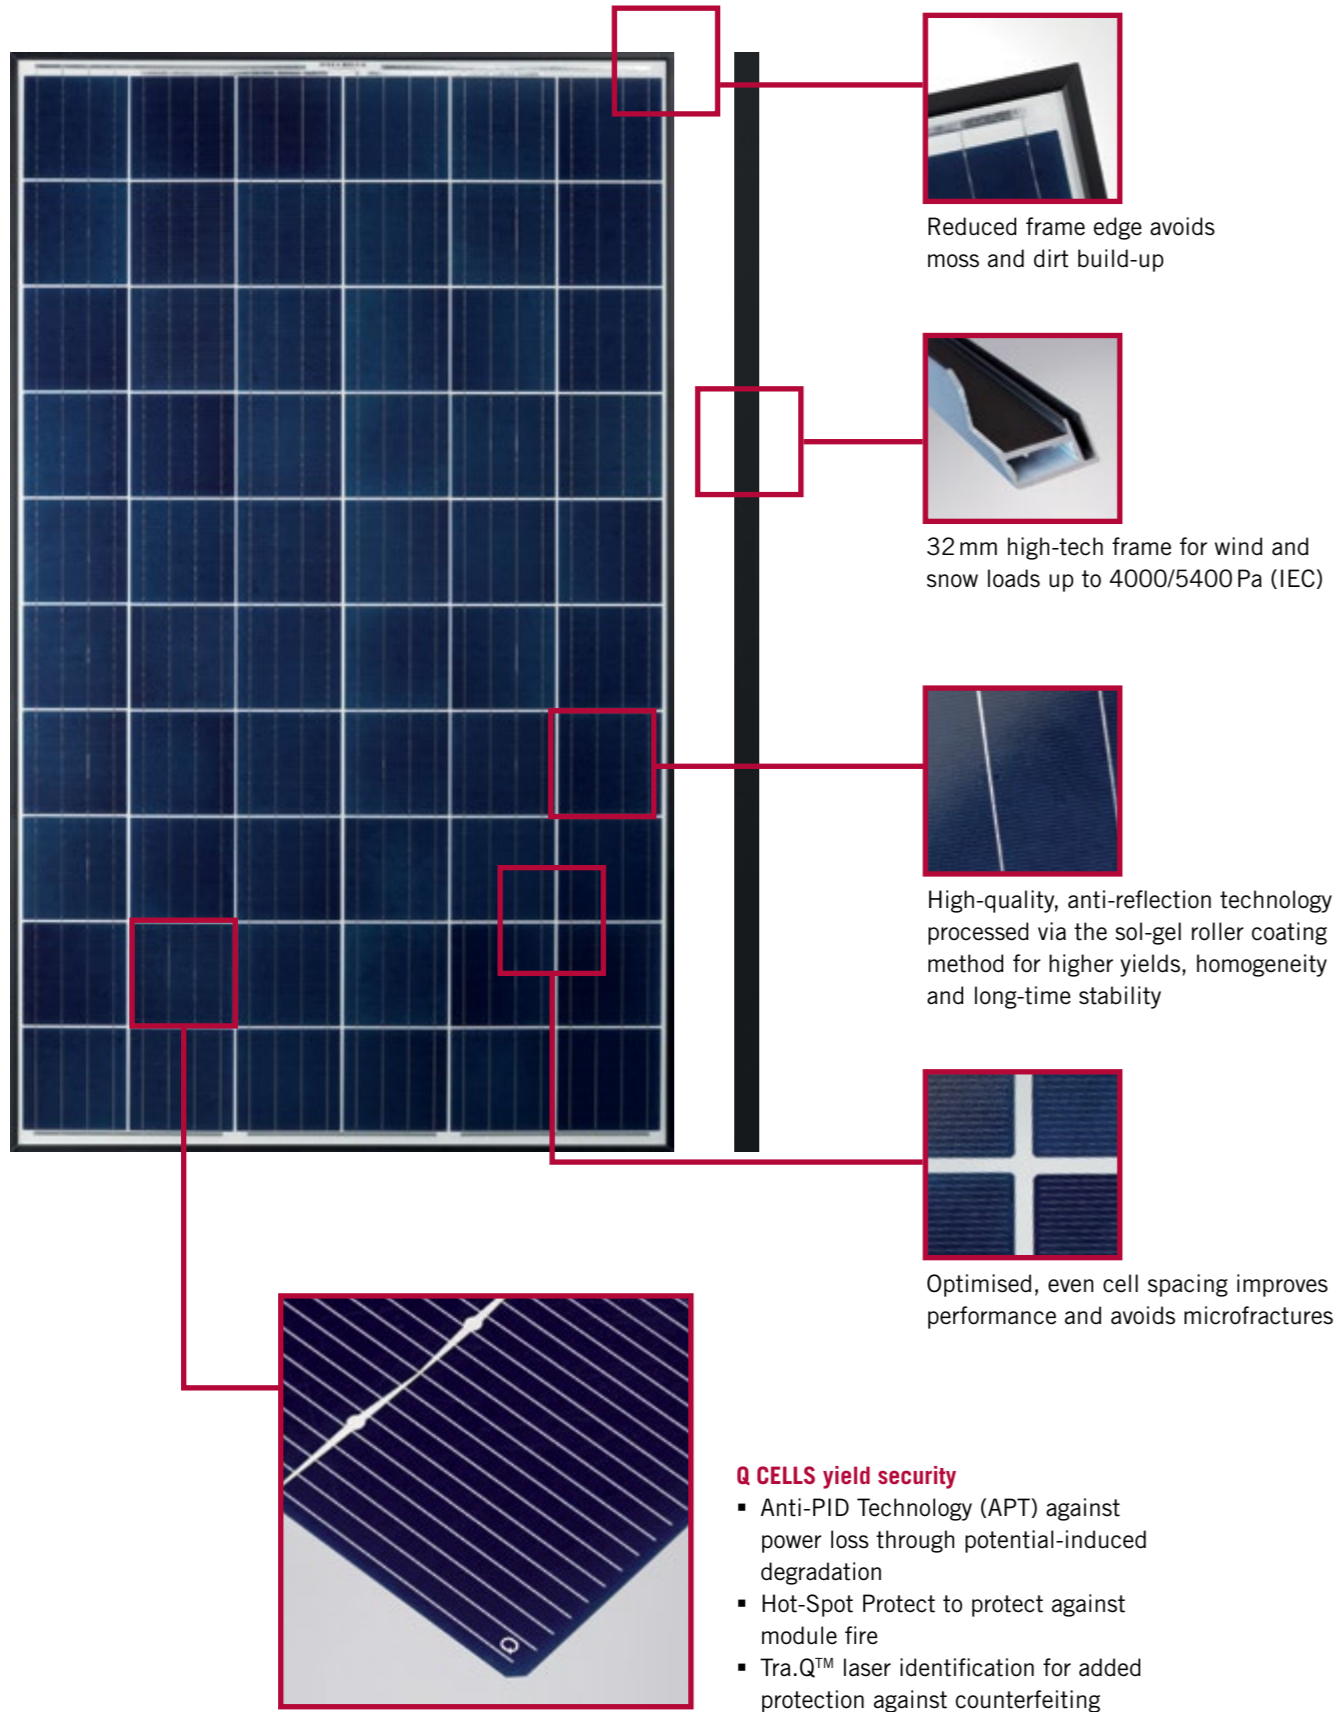 Reduced frame edge avoids
moss and dirt build-up
32 mm high-tech frame for wind and
snow loads up to 4000/5400 Pa (IEC)
High-quality, anti-reflection technology
processed via the sol-gel roller coating
method for higher yields, homogeneity
and long-time stability
Optimised, even cell spacing improves
performance and avoids microfractures
Q
Q CELLS yield security
▪ Anti-PID Technology (APT) against
power loss through potential-induced
degradation
▪ Hot-Spot Protect to protect against
module fire
▪ Tra.Q™ laser identification for added
protection against counterfeiting